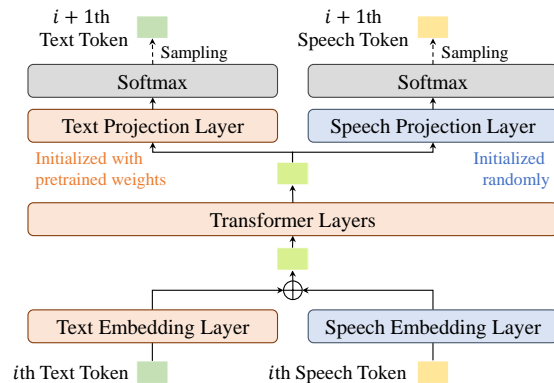 i + 1th
Text Token
i + 1th
Speech Token
Sampling
Sampling
Softmax
Softmax
Text Projection Layer
Speech Projection Layer
Initialized with
pretrained weights
Initialized
randomly
Transformer Layers
Text Embedding Layer
Speech Embedding Layer
ith Text Token
ith Speech Token